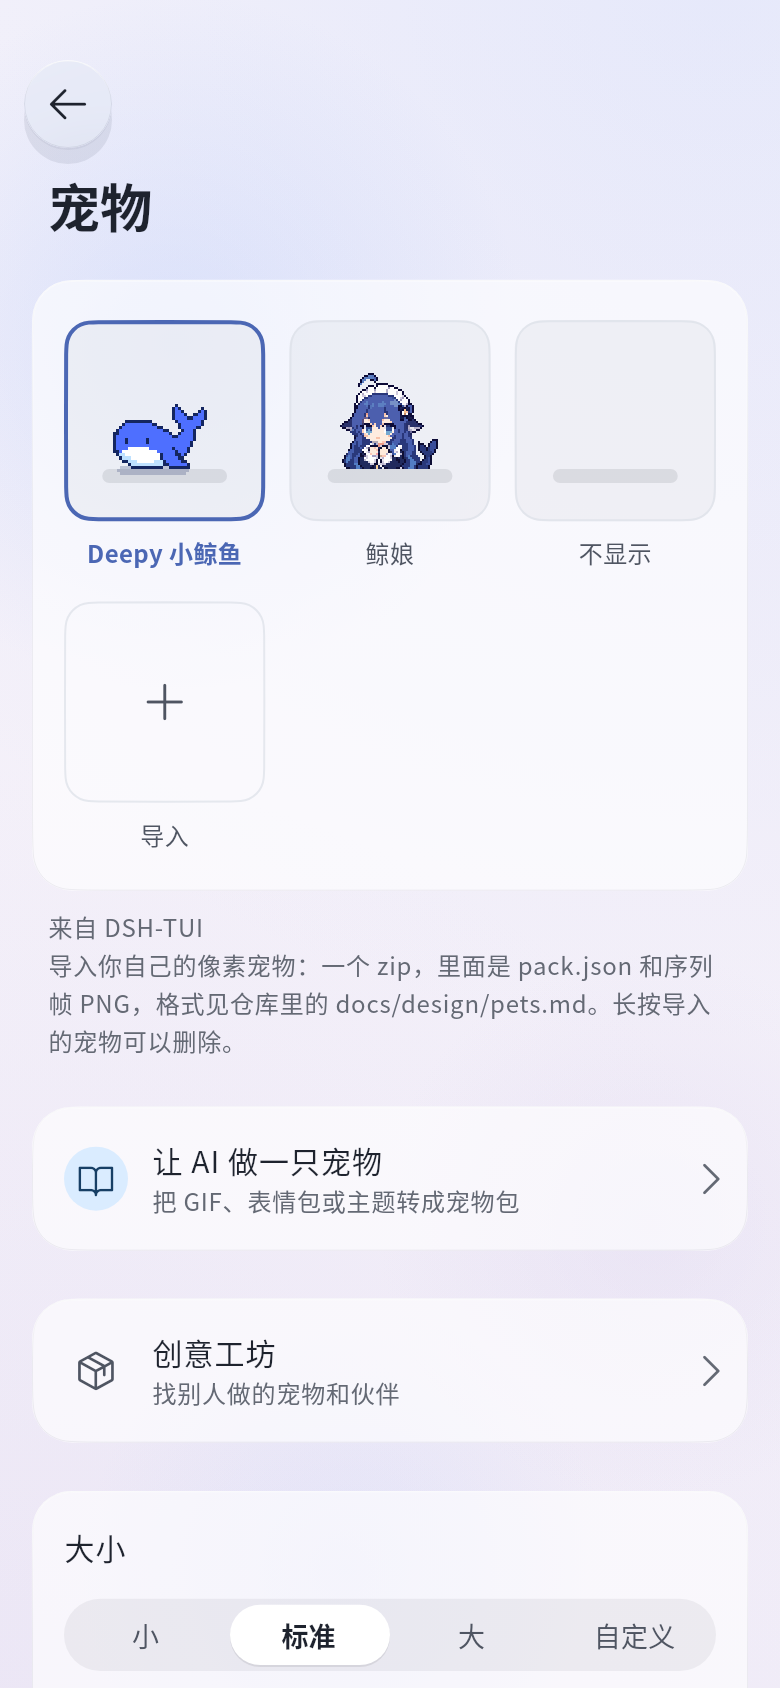 宠物
Deepy 小鲸鱼
鲸娘
不显示
导入
来自 DSH-TUI
导入你自己的像素宠物：一个 zip，里面是 pack.json 和序列
帧 PNG，格式见仓库里的 docs/design/pets.md。长按导入
的宠物可以删除。
让 AI 做一只宠物
把 GIF、表情包或主题转成宠物包
创意工坊
找别人做的宠物和伙伴
大小
小
标准
大
自定义